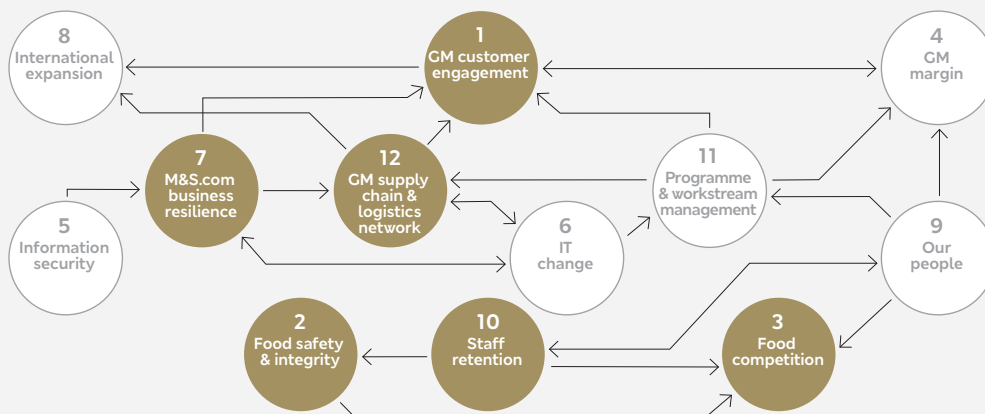 8
International
expansion
1
GM customer
engagement
4
GM
margin
7
M&S.com
business
resilience
12
GM supply
chain &
logistics
network
11
Programme
& workstream
management
5
Information
security
6
IT
change
9
Our
people
2
Food safety
& integrity
10
Staff
retention
3
Food
competition